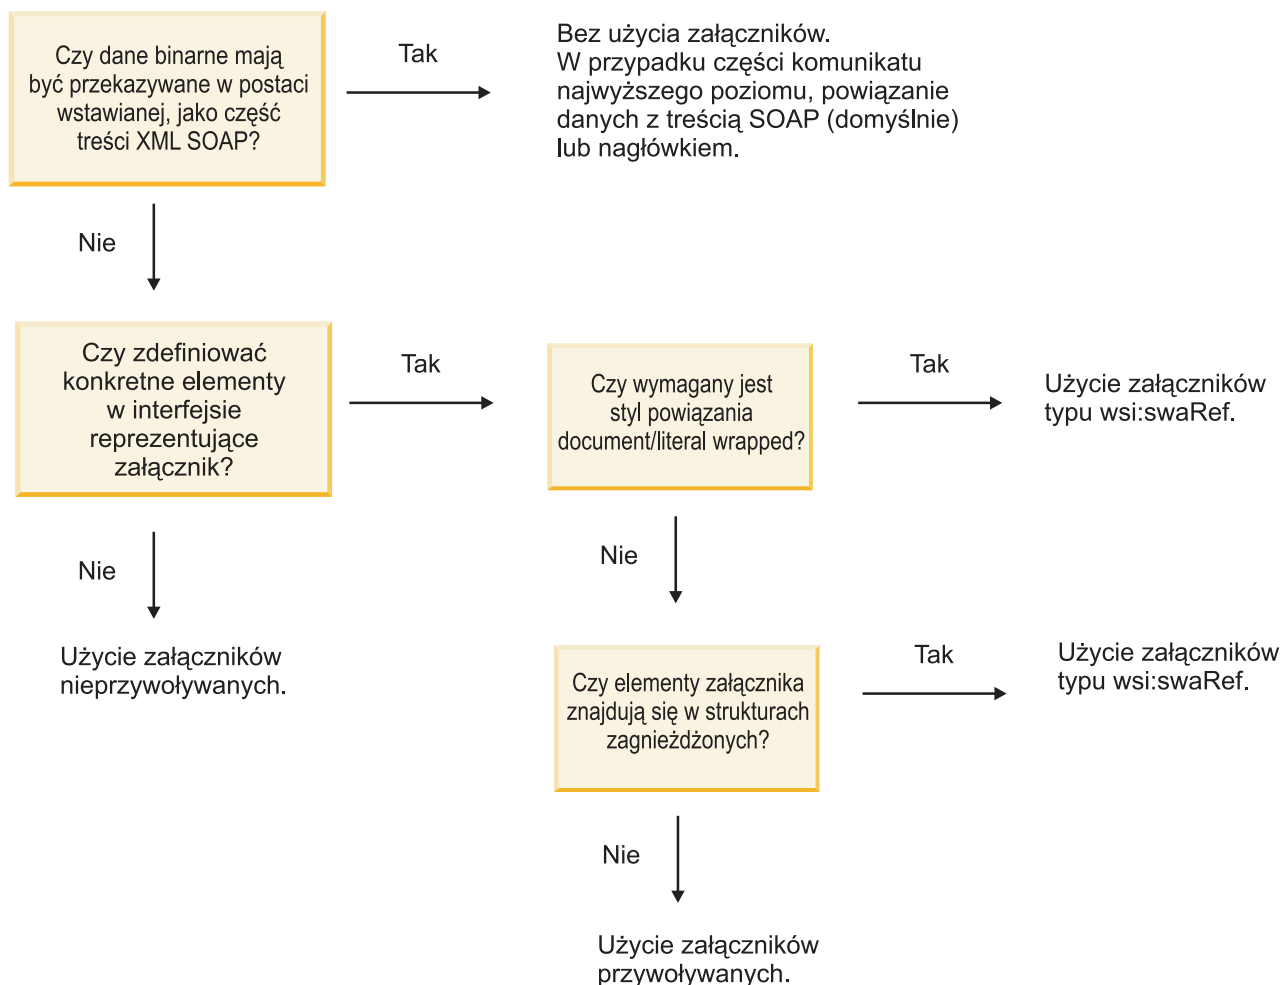 Czy dane binarne mają
być przekazywane w postaci
wstawianej, jako część
treści XML SOAP?
Tak
Bez użycia załączników.
W przypadku części komunikatu
najwyższego poziomu, powiązanie
danych z treścią SOAP (domyślnie)
lub nagłówkiem.
Nie
Czy zdefiniować
konkretne elementy
w interfejsie
reprezentujące
załącznik?
Tak
Czy wymagany jest
styl powiązania
document/literal wrapped?
Tak
Użycie załączników
typu wsi:swaRef.
Nie
Użycie załączników
nieprzywoływanych.
Nie
Czy elementy załącznika
znajdują się w strukturach
zagnieżdżonych?
Tak
Użycie załączników
typu wsi:swaRef.
Nie
Użycie załączników
przywoływanych.